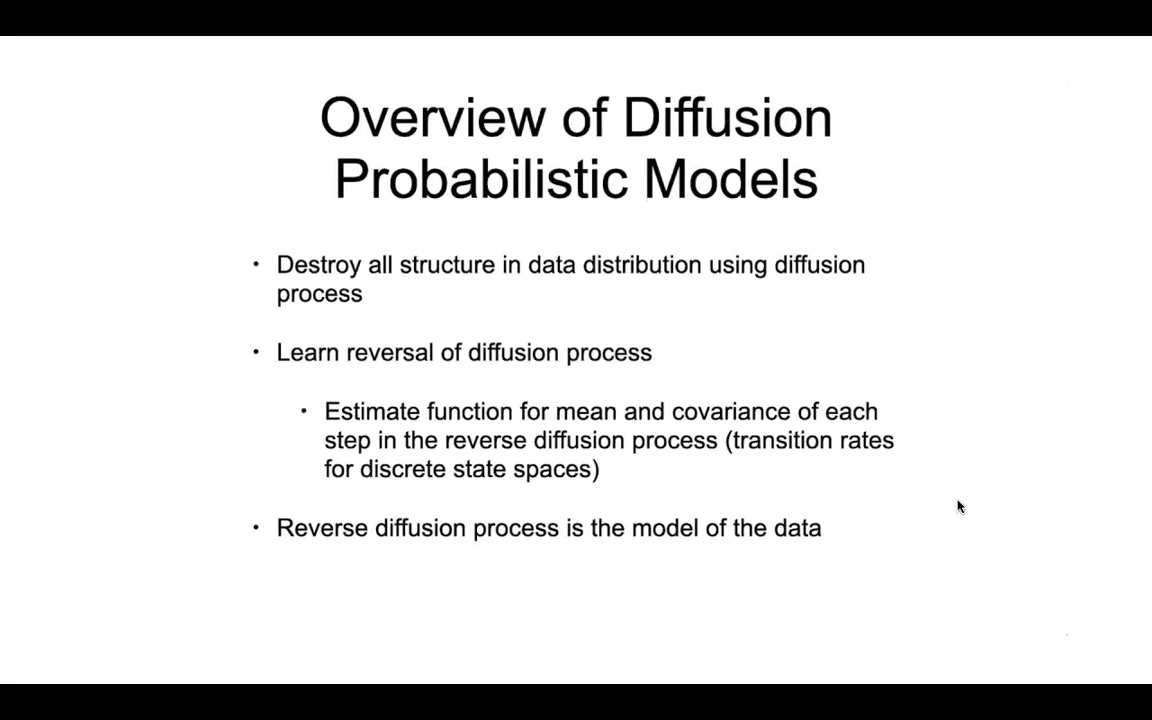 Overview of Diffusion
Probabilistic Models
• Destroy all structure in data distribution using diffusion
process
• Learn reversal of diffusion process
• Estimate function for mean and covariance of each
step in the reverse diffusion process (transition rates
for discrete state spaces)
• Reverse diffusion process is the model of the data